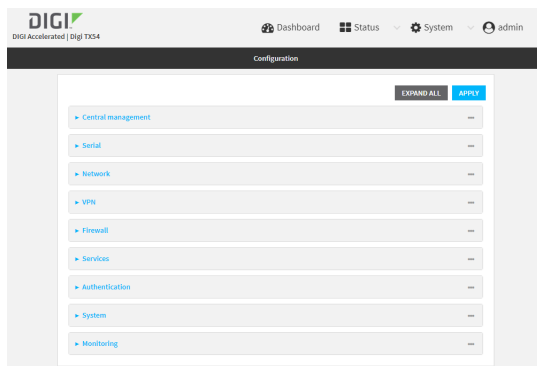 DIGI
DIGI Accelerated | Digi TX54
Dashboard Status System admin
Configuration
EXPAND ALL APPLY
Central management
Serial
Network
VPN
Firewall
Services
Authentication
System
Monitoring